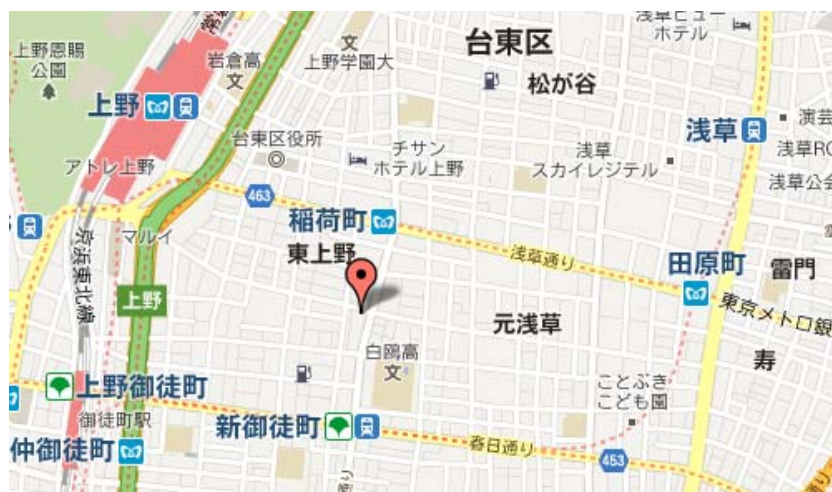 常
浅草ビュー
ホテル
台東区
上野恩賜
公園
岩倉高
上野学園大
松が谷
上野
浅草
演芸
台東区役所
チサン
ホテル上野
浅草
スカイレジテル
浅草RO
アトレ上野
浅草公会
463
稲荷町
マルイ
東上野
浅草通り
田原町
雷門
京浜東北線
上野
元浅草
東京メトロ銀
白鴎高
寿
上野御徒町
ことぶき
こども園
御徒町駅
新御徒町
仲御徒町
春日通り
453